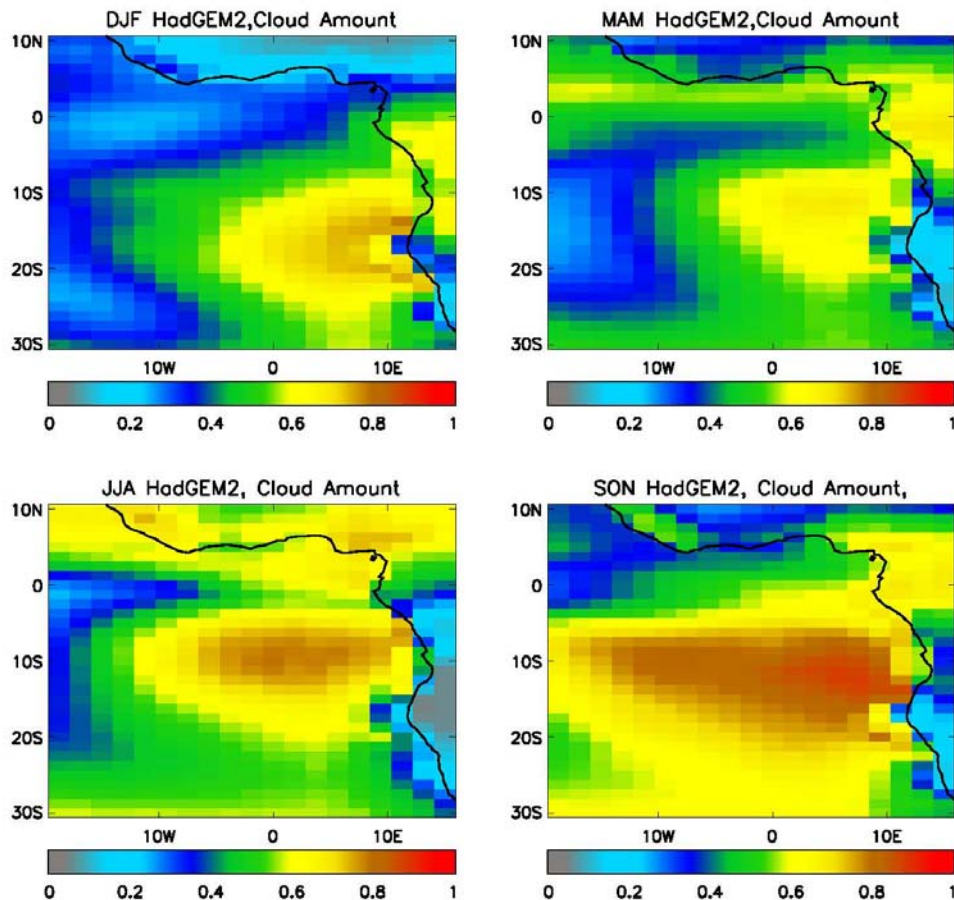 DJF HadGEM2,Cloud Amount
10N
0
10S
20S
30S
10W 0 10E
0 0.2 0.4 0.6 0.8 1
MAM HadGEM2,Cloud Amount
10N
0
10S
20S
30S
10W 0 10E
0 0.2 0.4 0.6 0.8 1
JJA HadGEM2, Cloud Amount
10N
0
10S
20S
30S
10W 0 10E
0 0.2 0.4 0.6 0.8 1
SON HadGEM2, Cloud Amount,
10N
0
10S
20S
30S
10W 0 10E
0 0.2 0.4 0.6 0.8 1